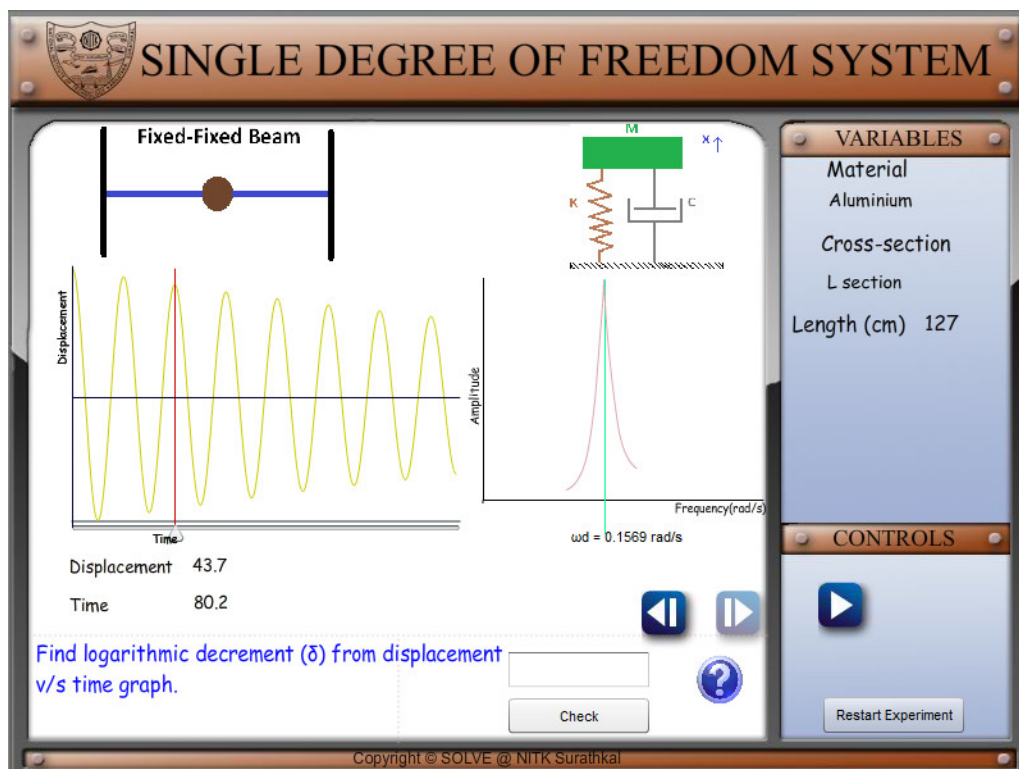 SINGLE DEGREE OF FREEDOM SYSTEM
Fixed-Fixed Beam
M
x↑
K
C
Displacement
Time
Amplitude
Frequency(rad/s)
ωd = 0.1569 rad/s
Displacement 43.7
Time 80.2
Find logarithmic decrement (δ) from displacement
v/s time graph.
Check
?
VARIABLES
Material
Aluminium
Cross-section
L section
Length (cm) 127
CONTROLS
Restart Experiment
Copyright © SOLVE @ NITK Surathkal